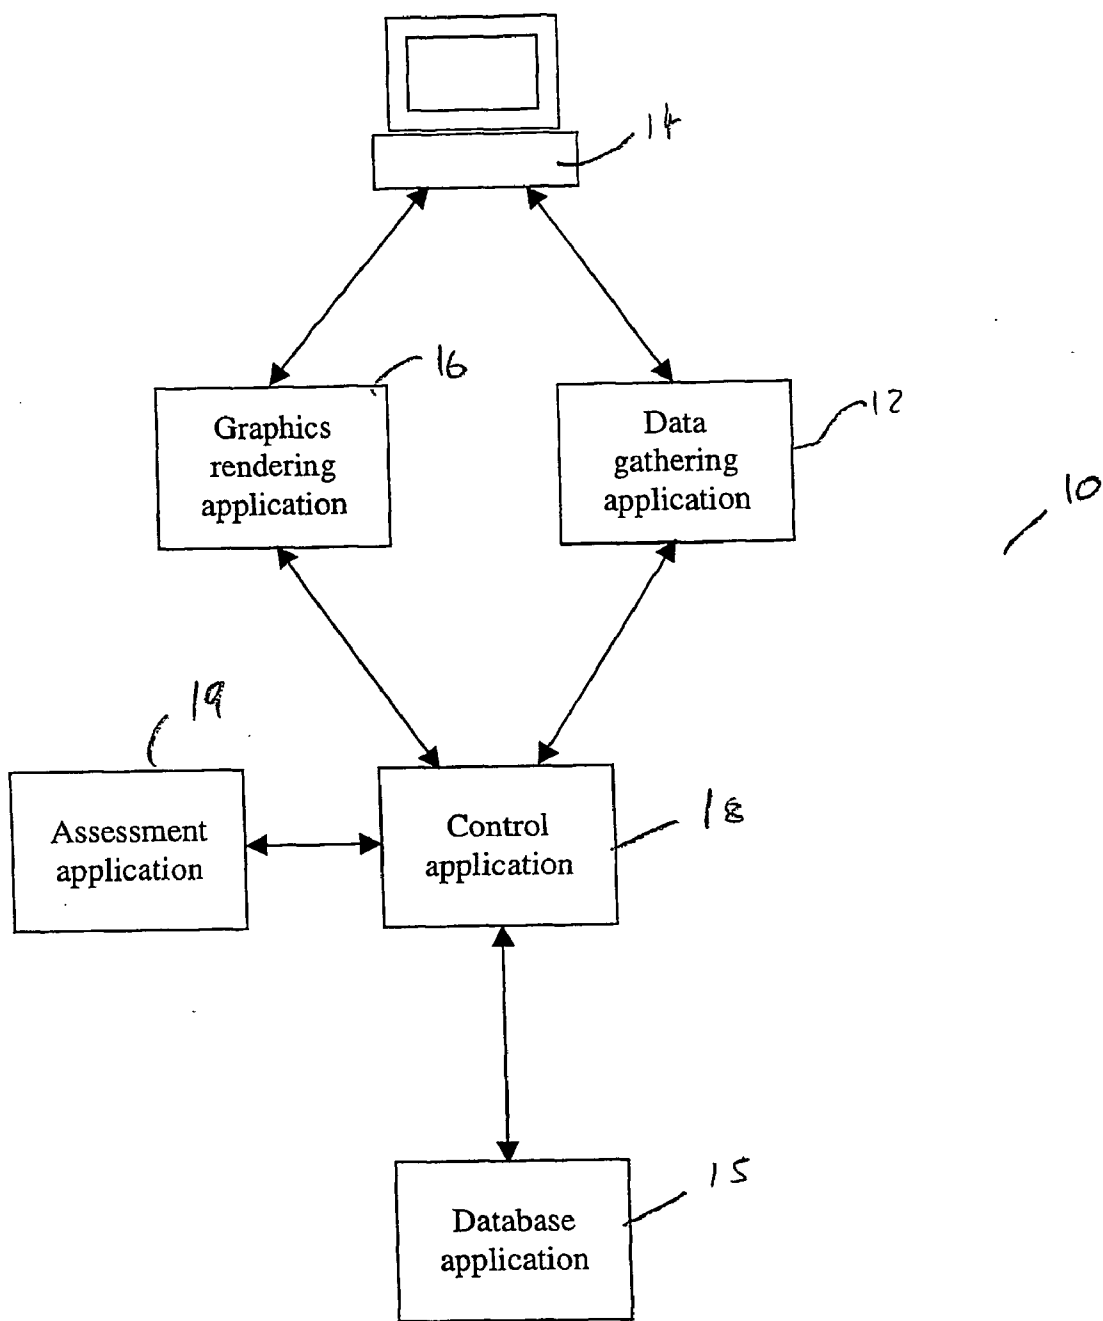 14
16
Graphics
rendering
application
Data
gathering
application
12
10
19
Assessment
application
Control
application
18
Database
application
15